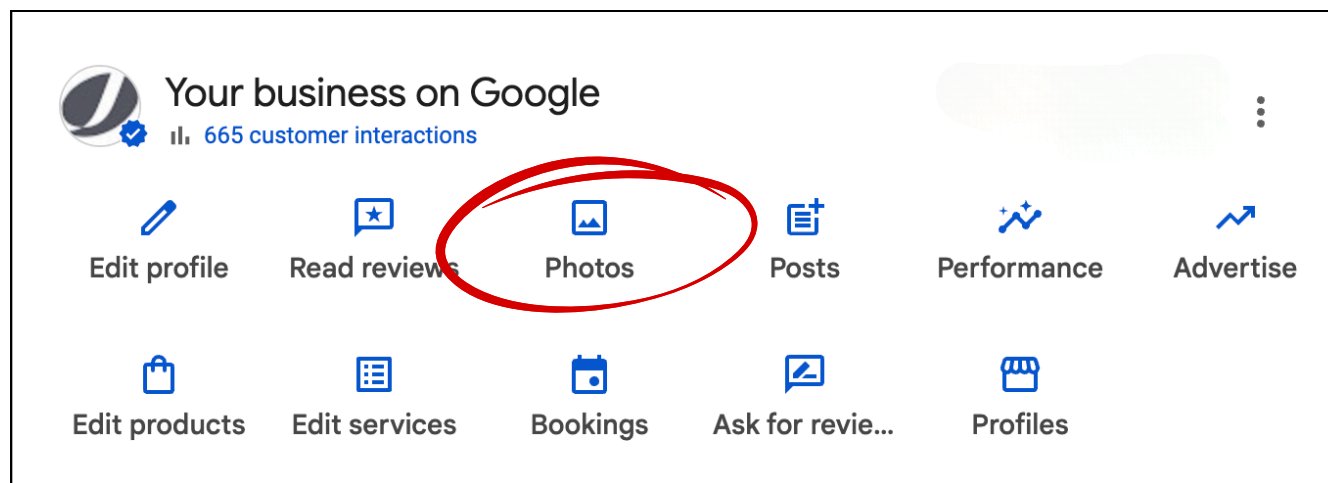 Your business on Google
665 customer interactions
Edit profile Read reviews Photos Posts Performance Advertise
Edit products Edit services Bookings Ask for revie... Profiles